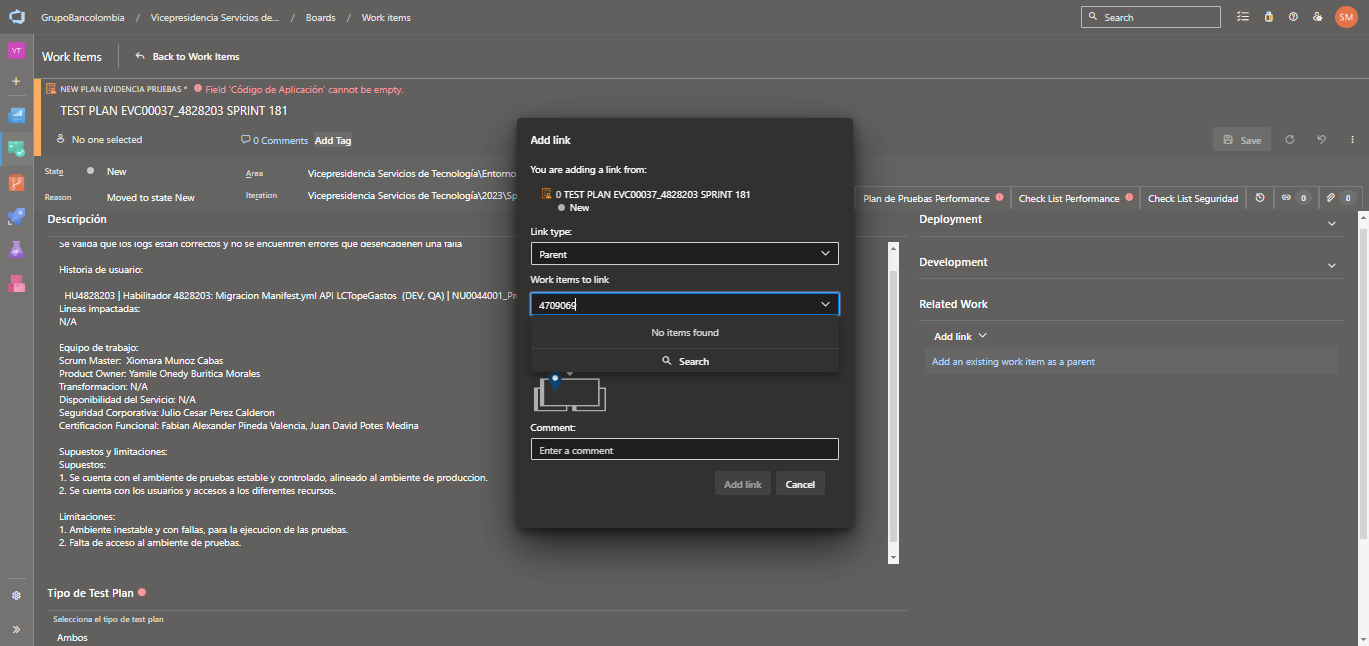 GrupoBancolombia / Vicepresidencia Servicios de... / Boards / Work items
Search
SM
VT
Work Items
Back to Work Items
NEW PLAN EVIDENCIA PRUEBAS * Field 'Código de Aplicación' cannot be empty.
TEST PLAN EVC00037_4828203 SPRINT 181
No one selected
0 Comments
Add Tag
Save
State
New
Area
Vicepresidencia Servicios de Tecnología\Entorno
Reason
Moved to state New
Iteration
Vicepresidencia Servicios de Tecnología\2023\Sp
Plan de Pruebas Performance
Check List Performance
Check List Seguridad
0
0
Descripción
Se valida que los logs estan correctos y no se encuentren errores que desencadenen una falla
Historia de usuario:
HU4828203 | Habilitador 4828203: Migracion Manifest.yml API LCTopeGastos (DEV, QA) | NU0044001_Pr
Lineas impactadas:
N/A
Equipo de trabajo:
Scrum Master: Xiomara Munoz Cabas
Product Owner: Yamile Onedy Buritica Morales
Transformacion: N/A
Disponibilidad del Servicio: N/A
Seguridad Corporativa: Julio Cesar Perez Calderon
Certificacion Funcional: Fabian Alexander Pineda Valencia, Juan David Potes Medina
Supuestos y limitaciones:
Supuestos:
1. Se cuenta con el ambiente de pruebas estable y controlado, alineado al ambiente de produccion.
2. Se cuenta con los usuarios y accesos a los diferentes recursos.
Limitaciones:
1. Ambiente inestable y con fallas, para la ejecucion de las pruebas.
2. Falta de acceso al ambiente de pruebas.
Tipo de Test Plan
Selecciona el tipo de test plan
Ambos
Add link
You are adding a link from:
0 TEST PLAN EVC00037_4828203 SPRINT 181
New
Link type:
Parent
Work items to link
4709069
No items found
Search
Comment:
Enter a comment
Add link
Cancel
Deployment
Development
Related Work
Add link
Add an existing work item as a parent